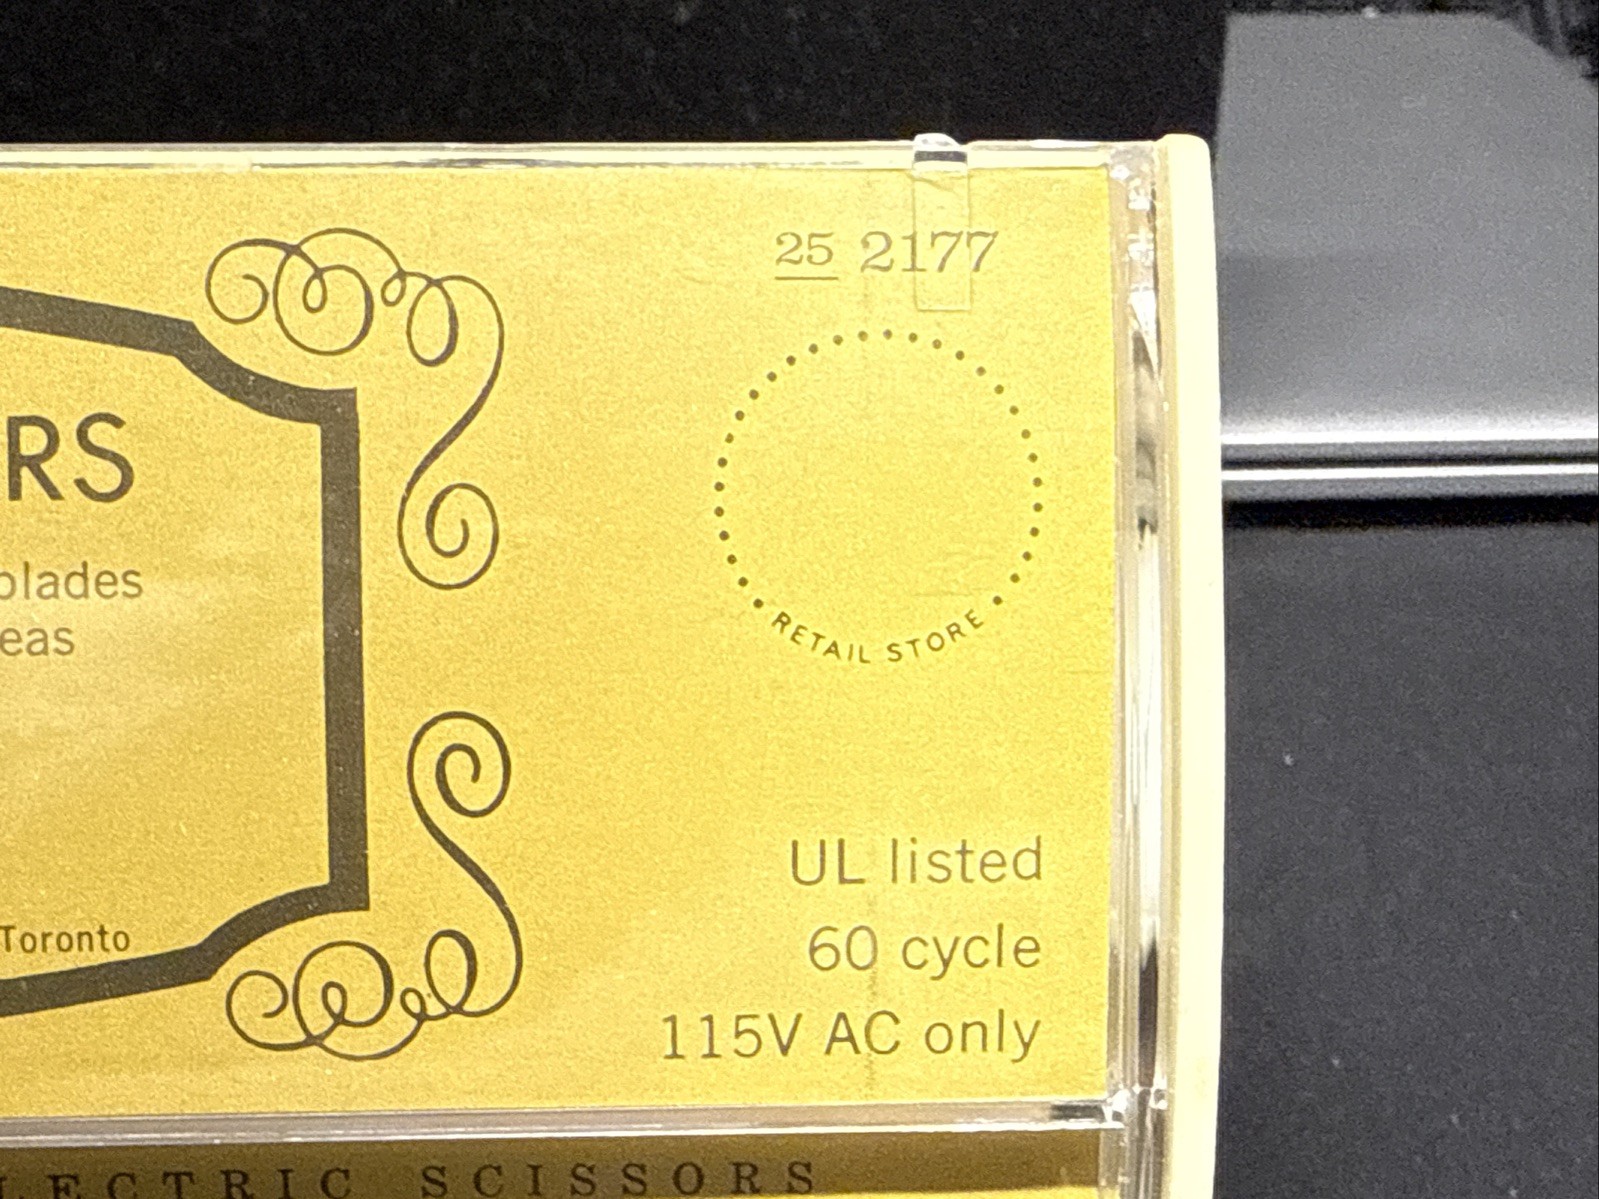 25 2177
RS
blades
eas
RETAIL STORE
UL listed
Toronto
60 cycle
115V AC only
LECTRIC SCISSORS